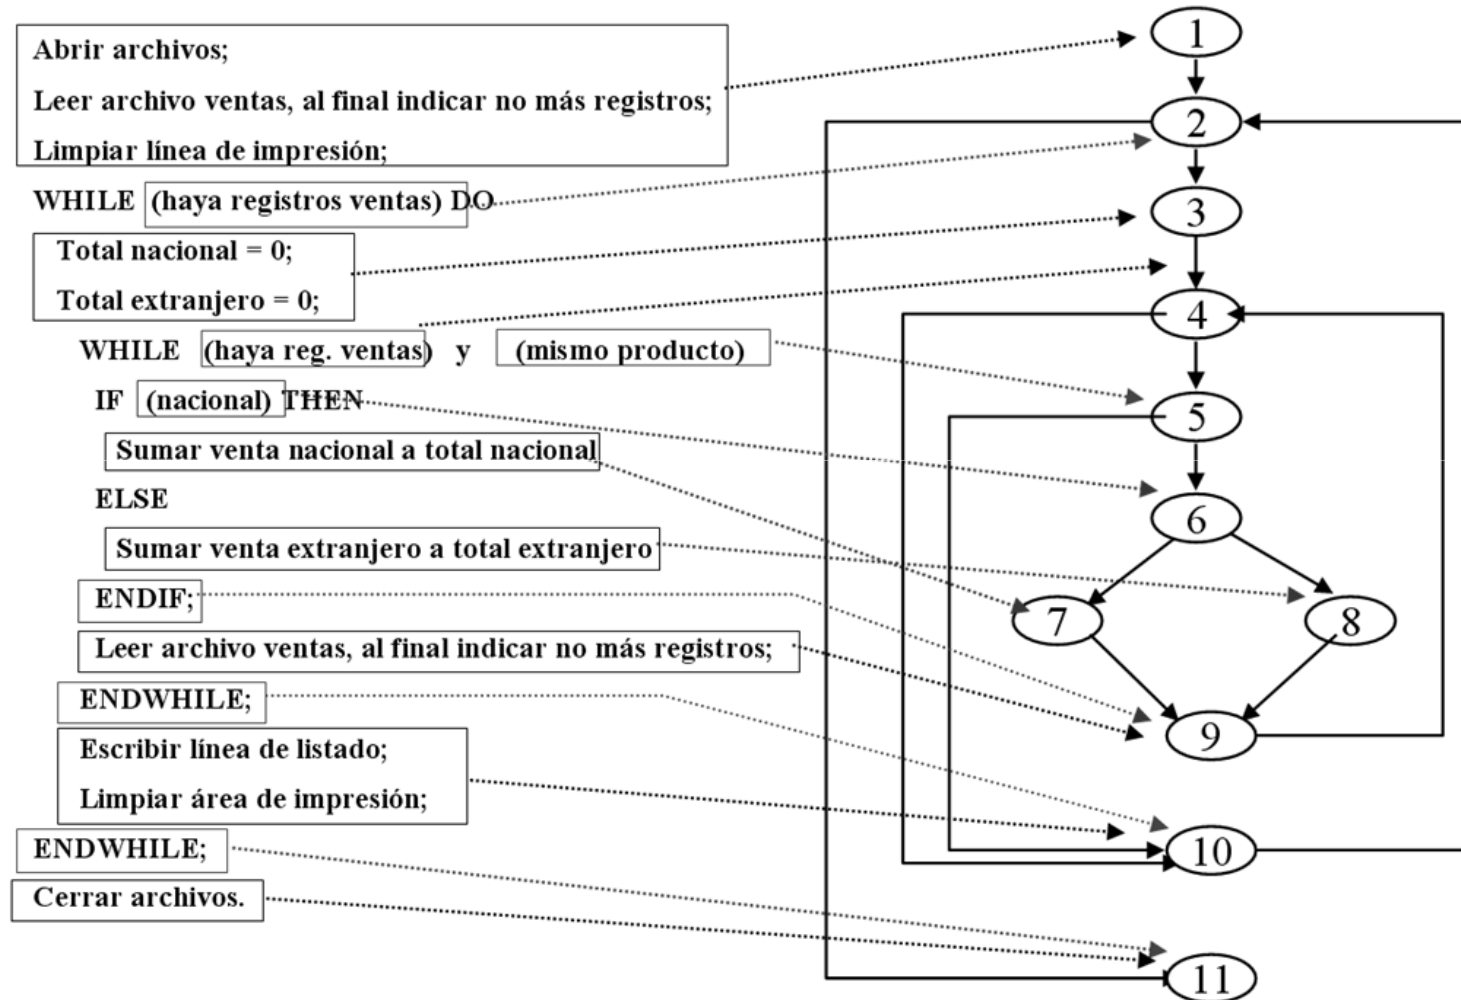 Abrir archivos;
Leer archivo ventas, al final indicar no más registros;
Limpiar línea de impresión;
WHILE (haya registros ventas) DO
Total nacional = 0;
Total extranjero = 0;
WHILE (haya reg. ventas) y (mismo producto)
IF (nacional) THEN
Sumar venta nacional a total nacional
ELSE
Sumar venta extranjero a total extranjero
ENDIF;
Leer archivo ventas, al final indicar no más registros;
ENDWHILE;
Escribir línea de listado;
Limpiar área de impresión;
ENDWHILE;
Cerrar archivos.
1
2
3
4
5
6
7 8
9
10
11